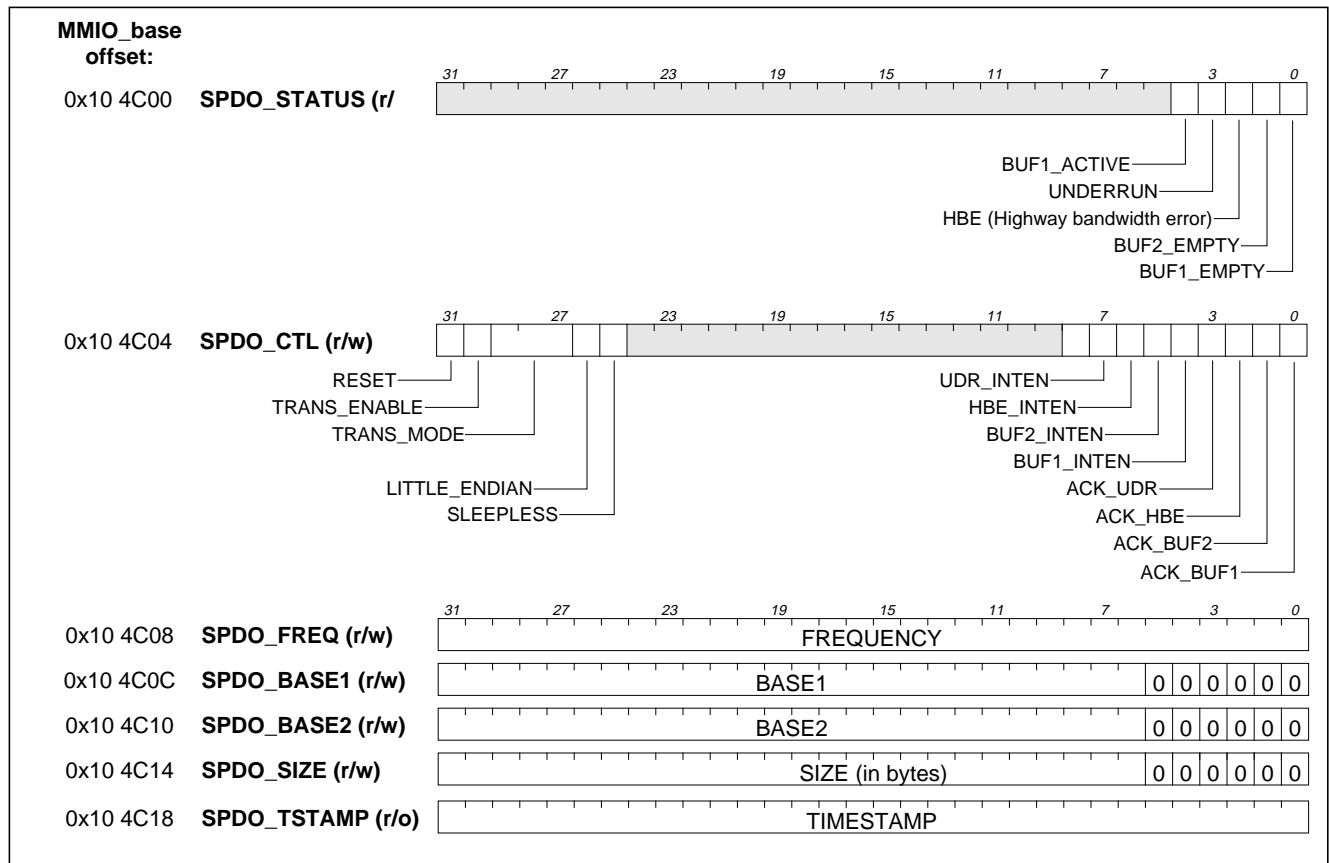 MMIO_base
offset:
31 27 23 19 15 11 7 3 0
0x10 4C00 SPDO_STATUS (r/
BUF1_ACTIVE
UNDERRUN
HBE (Highway bandwidth error)
BUF2_EMPTY
BUF1_EMPTY
31 27 23 19 15 11 7 3 0
0x10 4C04 SPDO_CTL (r/w)
RESET UDR_INTEN
TRANS_ENABLE HBE_INTEN
TRANS_MODE BUF2_INTEN
BUF1_INTEN
LITTLE_ENDIAN ACK_UDR
SLEEPLESS ACK_HBE
ACK_BUF2
ACK_BUF1
31 27 23 19 15 11 7 3 0
0x10 4C08 SPDO_FREQ (r/w) FREQUENCY
0x10 4C0C SPDO_BASE1 (r/w) BASE1 0 0 0 0 0 0
0x10 4C10 SPDO_BASE2 (r/w) BASE2 0 0 0 0 0 0
0x10 4C14 SPDO_SIZE (r/w) SIZE (in bytes) 0 0 0 0 0 0
0x10 4C18 SPDO_TSTAMP (r/o) TIMESTAMP